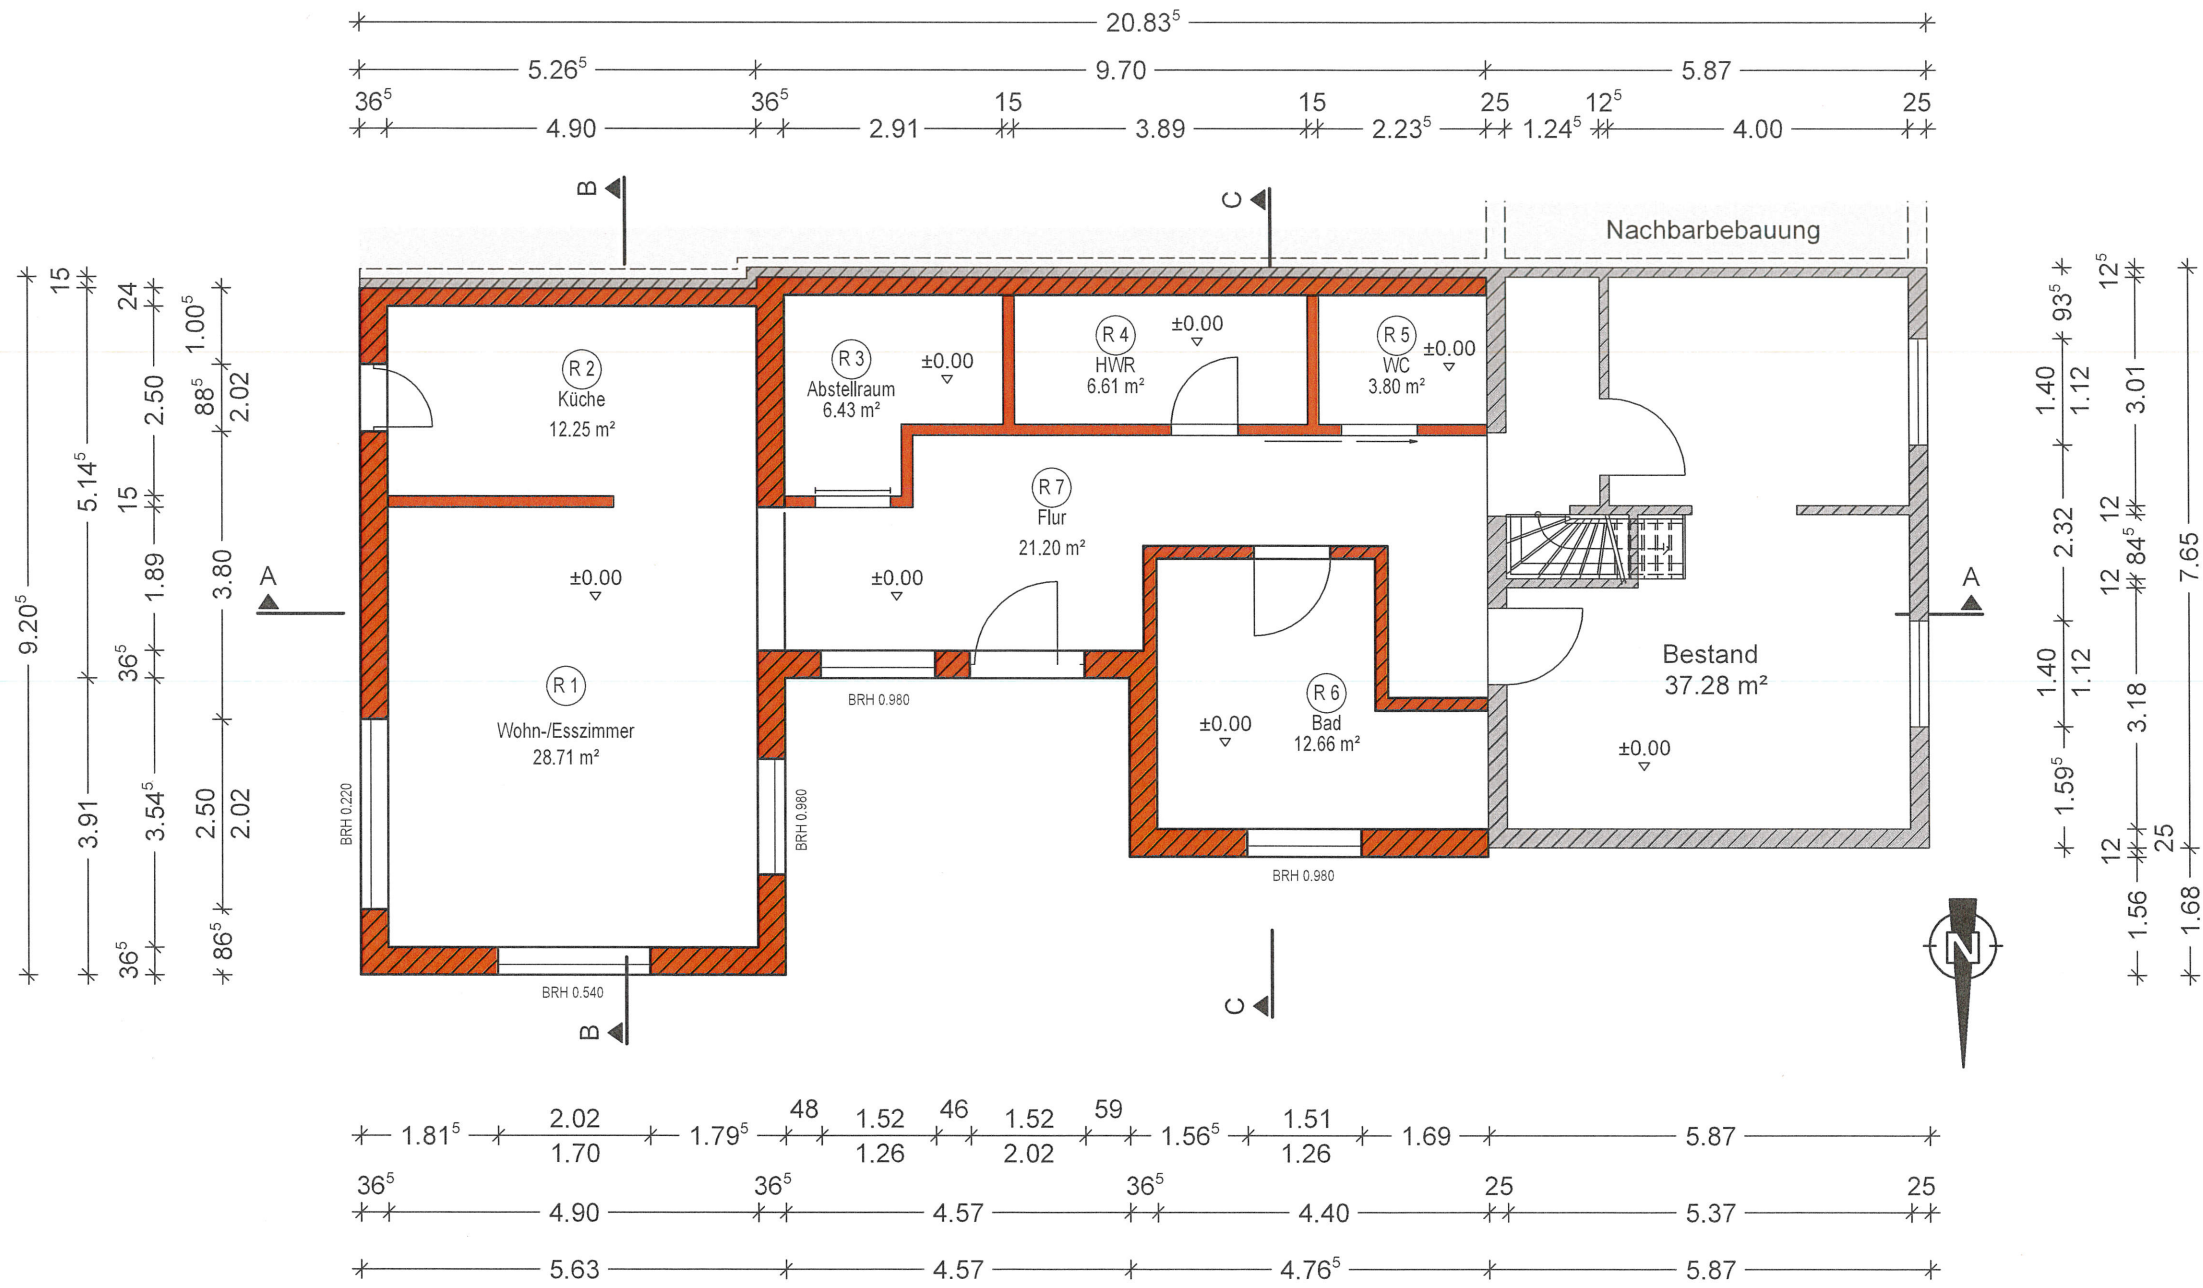 20.83⁵
5.26⁵ 9.70 5.87
36⁵ 36⁵ 15 15 25 12⁵ 25
4.90 2.91 3.89 2.23⁵ 1.24⁵ 4.00
B C
Nachbarbebauung
R 2
Küche
12.25 m²
R 3
Abstellraum
6.43 m²
±0.00
R 4
HWR
6.61 m²
±0.00
R 5
WC
3.80 m²
±0.00
R 7
Flur
21.20 m²
±0.00
±0.00
R 1
Wohn-/Esszimmer
28.71 m²
R 6
Bad
12.66 m²
±0.00
Bestand
37.28 m²
±0.00
A A
BRH 0.220
BRH 0.980
BRH 0.980
BRH 0.980
BRH 0.540
B C
N
9.20⁵
15 5.14⁵ 3.91
24 2.50 15 1.89 36⁵ 3.54⁵ 36⁵
1.00⁵ 88⁵ 3.80 2.50 86⁵
2.02 2.02
93⁵ 1.40 2.32 1.40 1.59⁵
1.12 1.12
12⁵ 3.01 12 84⁵ 12 3.18 12 1.56
25
7.65 1.68
48 46 59
1.81⁵ 2.02 1.79⁵ 1.52 1.52 1.56⁵ 1.51 1.69 5.87
1.70 1.26 2.02 1.26
36⁵ 36⁵ 36⁵ 25 25
4.90 4.57 4.40 5.37
5.63 4.57 4.76⁵ 5.87